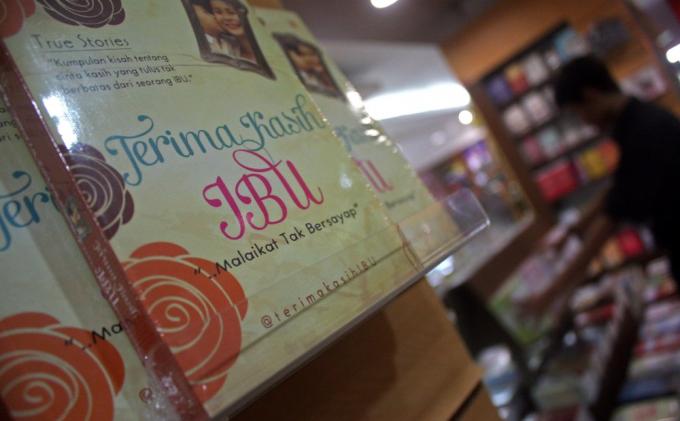 True Stories
"Kumpulan kisah tentang
cinta kasih yang tulus tak
berbatas dari seorang IBU."
Terima Kasih
IBU
"...Malaikat Tak Bersayap"
@terimakasihIBU